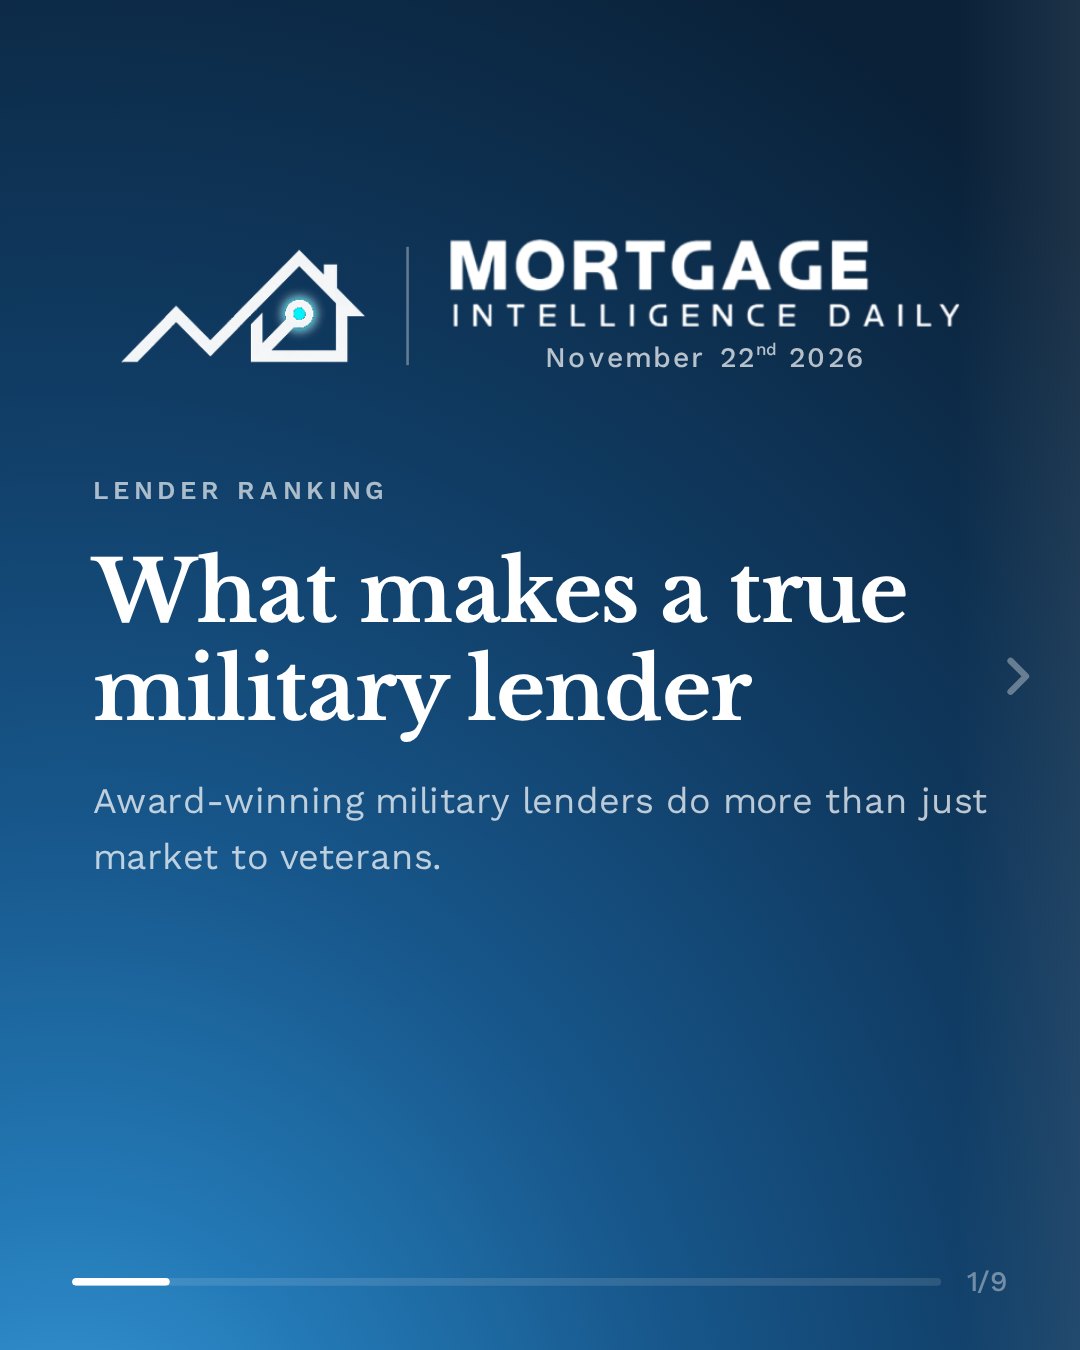 MORTGAGE
INTELLIGENCE DAILY
November 22nd 2026
LENDER RANKING
What makes a true
military lender
Award-winning military lenders do more than just
market to veterans.
1/9